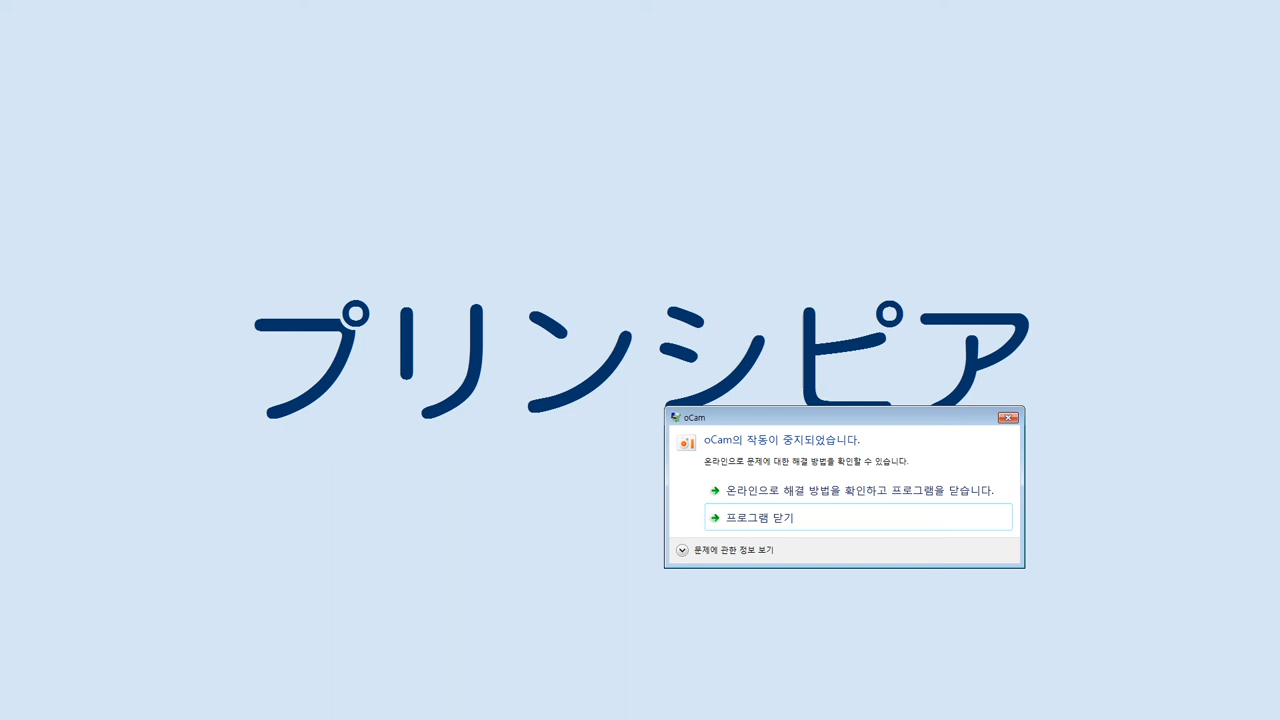 プリンシピア
oCam
oCam의 작동이 중지되었습니다.
온라인으로 문제에 대한 해결 방법을 확인할 수 있습니다.
온라인으로 해결 방법을 확인하고 프로그램을 닫습니다.
프로그램 닫기
문제에 관한 정보 보기